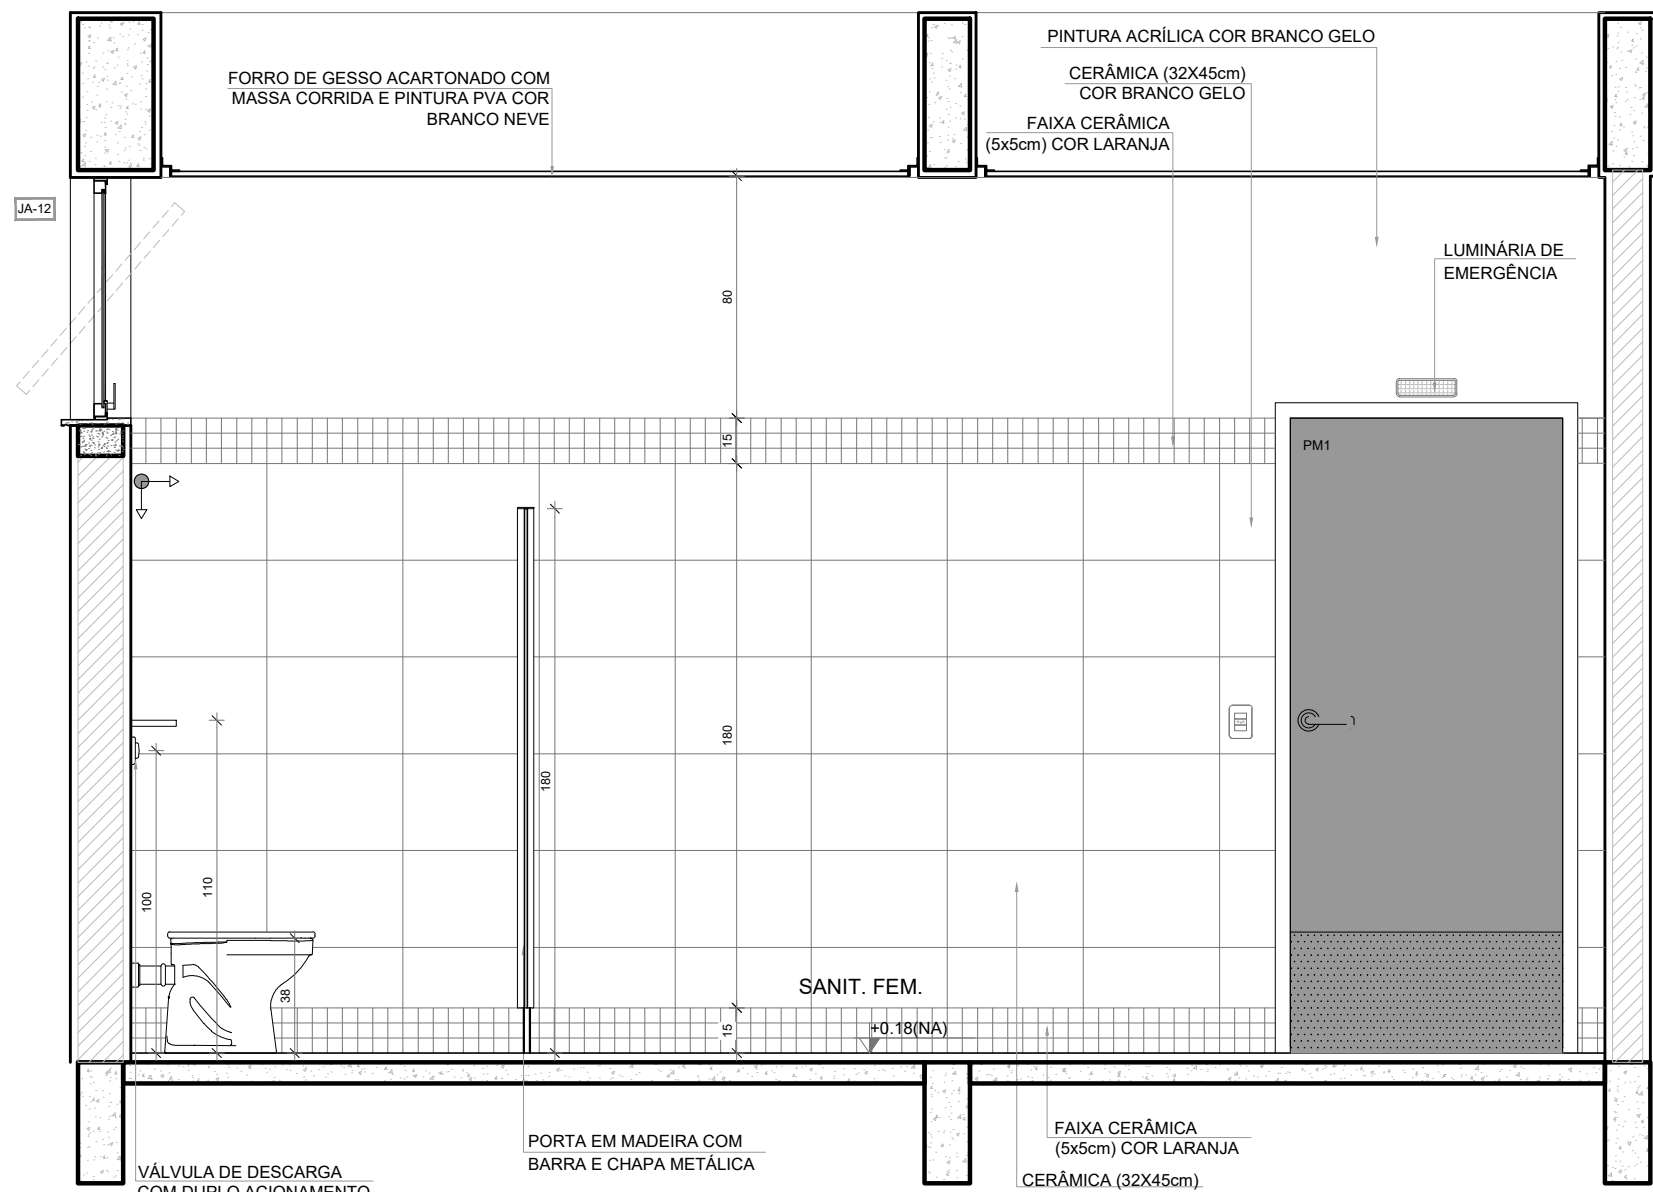 PINTURA ACRÍLICA COR BRANCO GELO
FORRO DE GESSO ACARTONADO COM
MASSA CORRIDA E PINTURA PVA COR
BRANCO NEVE
CERÂMICA (32X45cm)
COR BRANCO GELO
FAIXA CERÂMICA
(5x5cm) COR LARANJA
JA-12
LUMINÁRIA DE
EMERGÊNCIA
80
15
PM1
180
180
110
100
38
SANIT. FEM.
15
+0.18(NA)
FAIXA CERÂMICA
(5x5cm) COR LARANJA
PORTA EM MADEIRA COM
BARRA E CHAPA METÁLICA
VÁLVULA DE DESCARGA
COM DUPLO ACIONAMENTO
CERÂMICA (32X45cm)